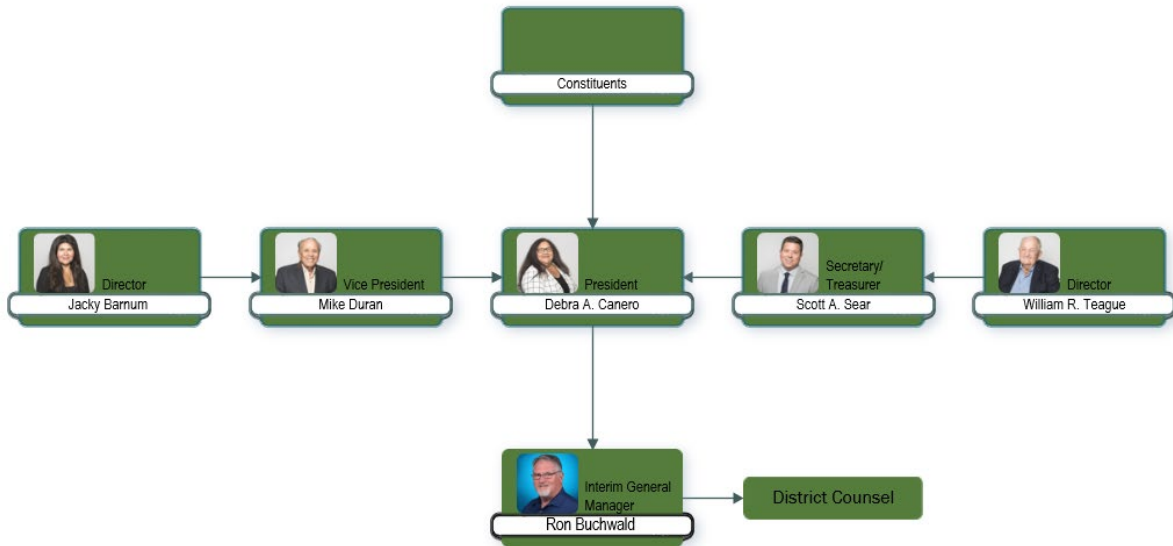 Constituents
Director
Jacky Barnum
Vice President
Mike Duran
President
Debra A. Canero
Secretary/
Treasurer
Scott A. Sear
Director
William R. Teague
Interim General
Manager
Ron Buchwald
District Counsel